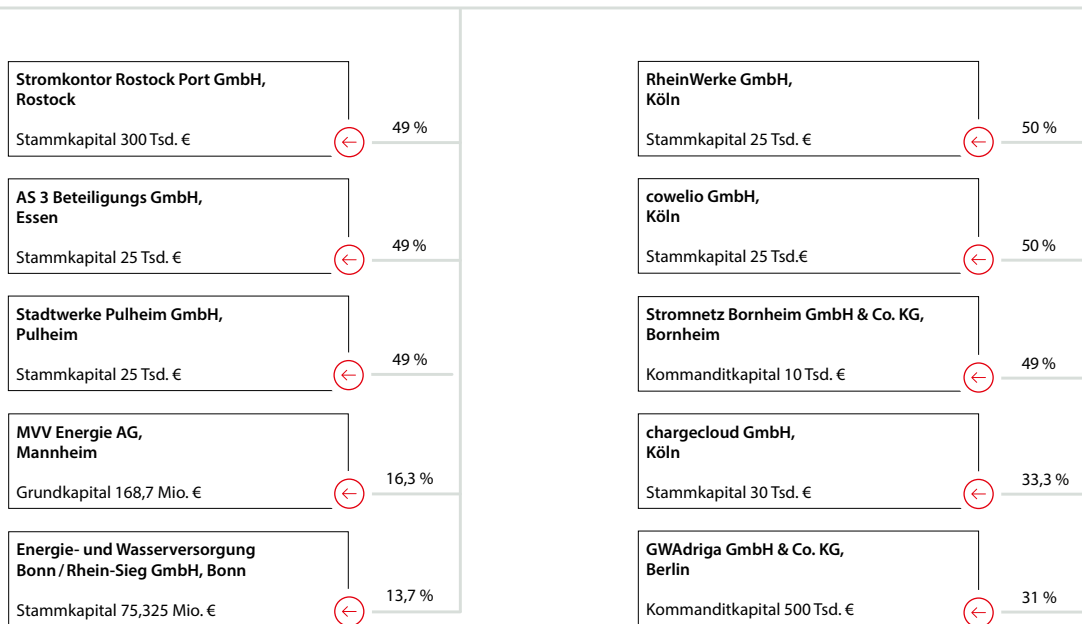 Stromkontor Rostock Port GmbH,
Rostock
Stammkapital 300 Tsd. €
49 %
AS 3 Beteiligungs GmbH,
Essen
Stammkapital 25 Tsd. €
49 %
Stadtwerke Pulheim GmbH,
Pulheim
Stammkapital 25 Tsd. €
49 %
MVV Energie AG,
Mannheim
Grundkapital 168,7 Mio. €
16,3 %
Energie- und Wasserversorgung
Bonn / Rhein-Sieg GmbH, Bonn
Stammkapital 75,325 Mio. €
13,7 %
RheinWerke GmbH,
Köln
Stammkapital 25 Tsd. €
50 %
cowelio GmbH,
Köln
Stammkapital 25 Tsd.€
50 %
Stromnetz Bornheim GmbH & Co. KG,
Bornheim
Kommanditkapital 10 Tsd. €
49 %
chargecloud GmbH,
Köln
Stammkapital 30 Tsd. €
33,3 %
GWAdriga GmbH & Co. KG,
Berlin
Kommanditkapital 500 Tsd. €
31 %